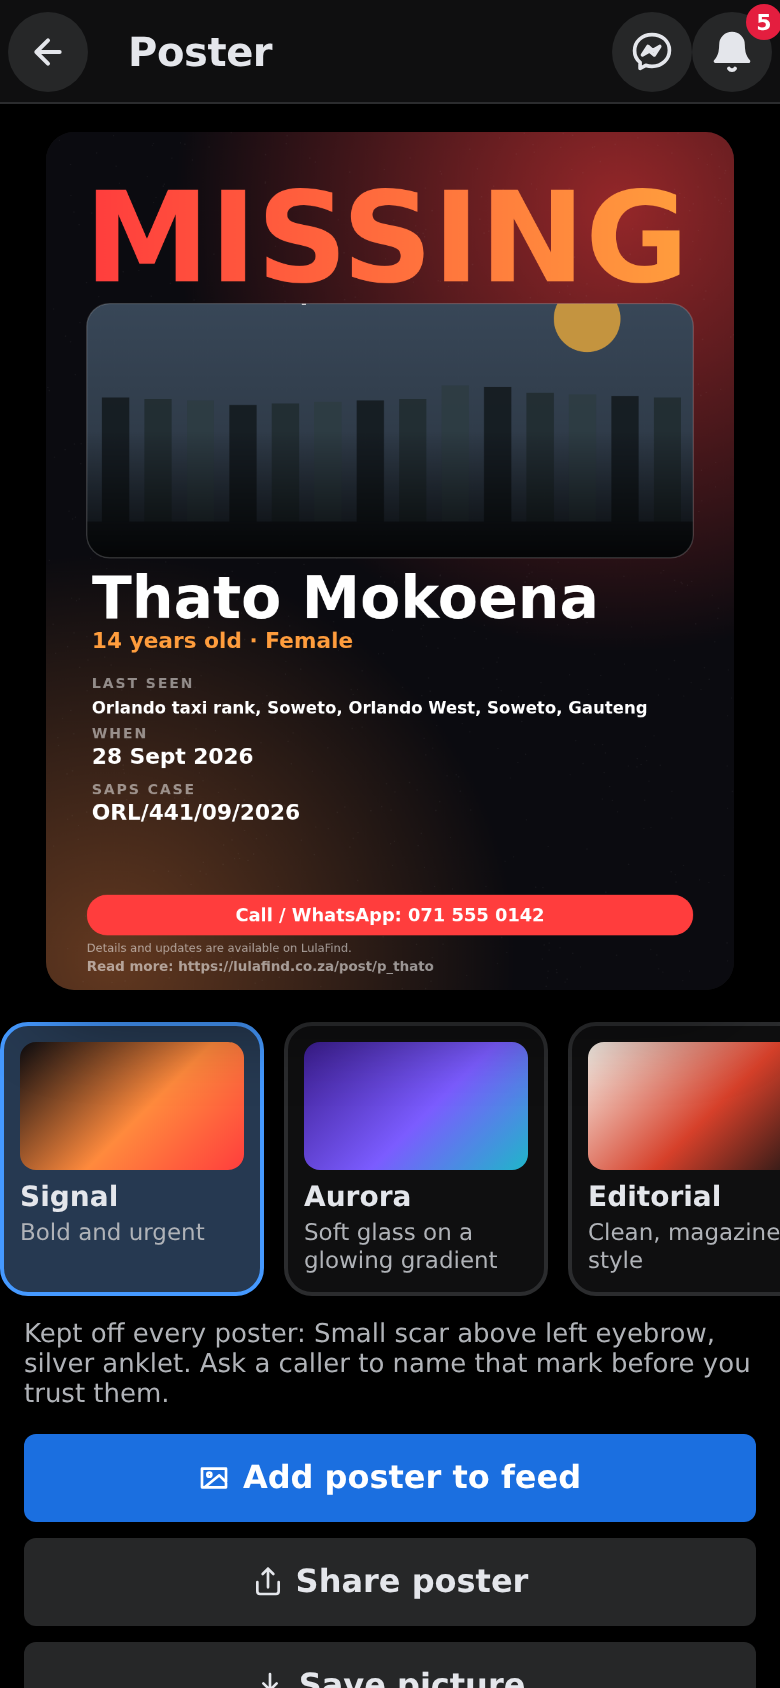 Poster
5
MISSING
Thato Mokoena
14 years old · Female
LAST SEEN
Orlando taxi rank, Soweto, Orlando West, Soweto, Gauteng
WHEN
28 Sept 2026
SAPS CASE
ORL/441/09/2026
Call / WhatsApp: 071 555 0142
Details and updates are available on LulaFind.
Read more: https://lulafind.co.za/post/p_thato
Signal
Bold and urgent
Aurora
Soft glass on a
glowing gradient
Editorial
Clean, magazine
style
Kept off every poster: Small scar above left eyebrow,
silver anklet. Ask a caller to name that mark before you
trust them.
Add poster to feed
Share poster
Save picture